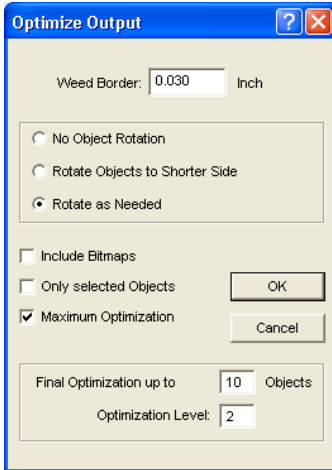 Optimize Output
Weed Border: 0.030 Inch
No Object Rotation
Rotate Objects to Shorter Side
Rotate as Needed
Include Bitmaps
Only selected Objects
OK
Maximum Optimization
Cancel
Final Optimization up to 10 Objects
Optimization Level: 2